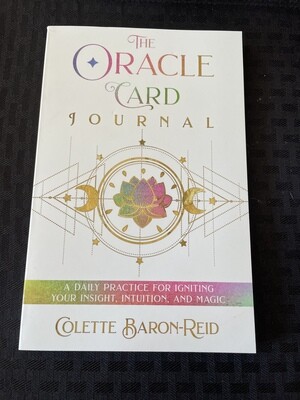 THE
ORACLE
CARD
JOURNAL
A DAILY PRACTICE FOR IGNITING
YOUR INSIGHT, INTUITION, AND MAGIC
COLETTE BARON-REID